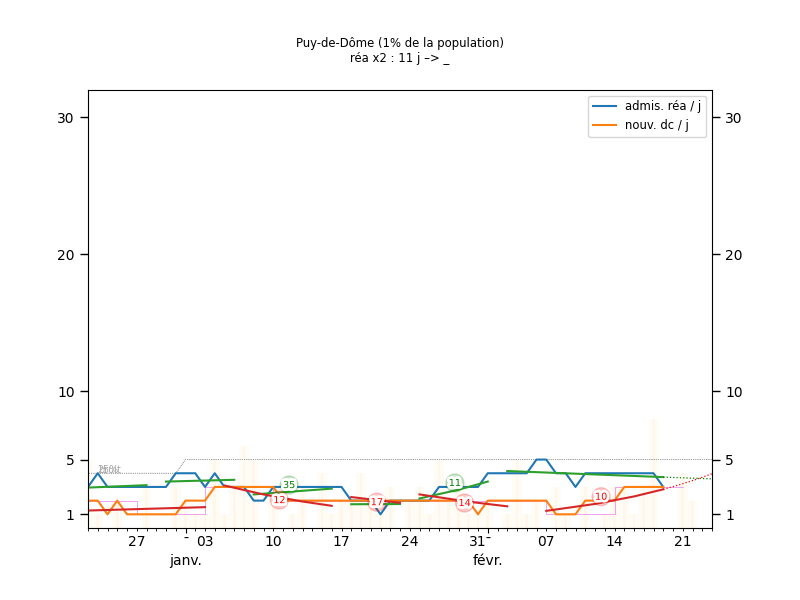 Puy-de-Dôme (1% de la population)
réa x2 : 11 j –> _
admis. réa / j
nouv. dc / j
30 30
20 20
10 10
5 5
1 1
35
12
17
11
14
10
27 03 10 17 24 31 07 14 21
janv. févr.